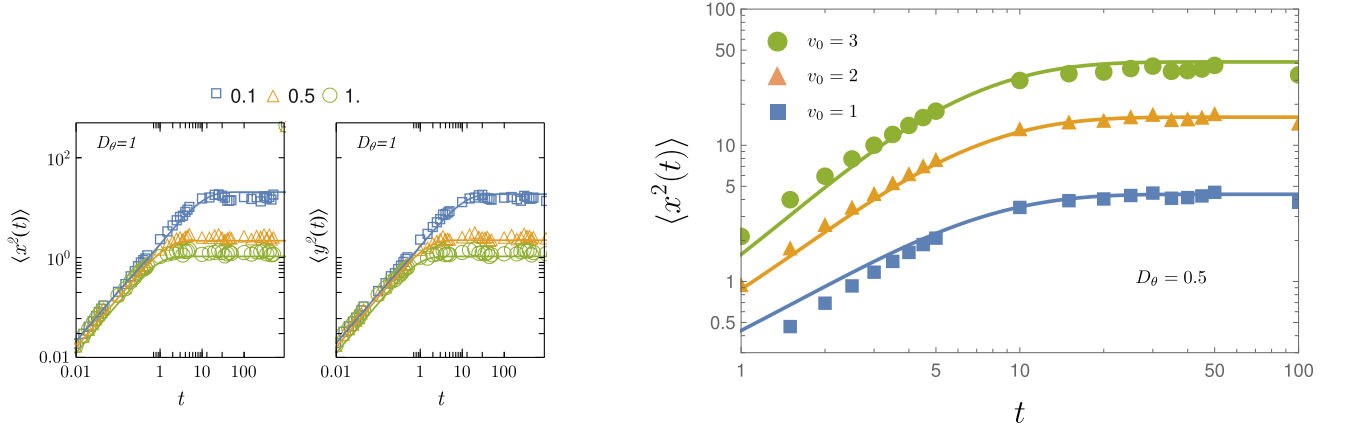 0.1 0.5 1.
D_θ=1
D_θ=1
⟨x²(t)⟩
10²
10⁰
0.01
0.01 1 10 100
t
⟨y²(t)⟩
0.01 1 10 100
t
⟨x²(t)⟩
100
50
10
5
1
0.5
v₀ = 3
v₀ = 2
v₀ = 1
D_θ = 0.5
1 5 10 50 100
t